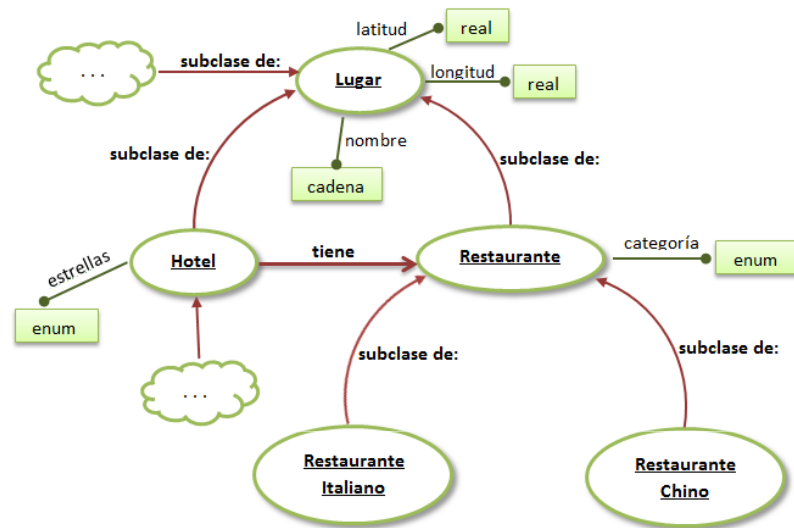 latitud
real
...
subclase de:
Lugar
longitud
real
nombre
subclase de:
subclase de:
cadena
estrellas
Hotel
tiene
Restaurante
categoría
enum
enum
...
subclase de:
subclase de:
Restaurante
Italiano
Restaurante
Chino